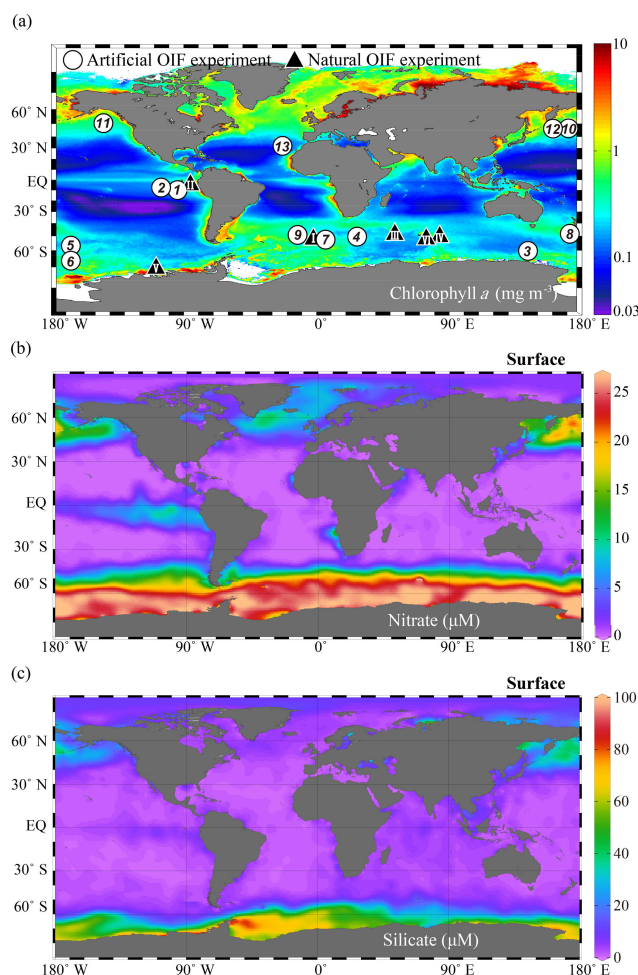 (a)
Artificial OIF experiment Natural OIF experiment
10
60° N
11
12 10
1
30° N
13
EQ
2 1 II
30° S
0.1
9 I 7 4 III VI IV 8
60° S
5
6
V
3
Chlorophyll a (mg m⁻³)
0.03
180° W 90° W 0° 90° E 180° E
(b)
Surface
60° N
30° N
EQ
30° S
60° S
Nitrate (µM)
25
20
15
10
5
0
180° W 90° W 0° 90° E 180° E
(c)
Surface
60° N
30° N
EQ
30° S
60° S
Silicate (µM)
100
80
60
40
20
0
180° W 90° W 0° 90° E 180° E